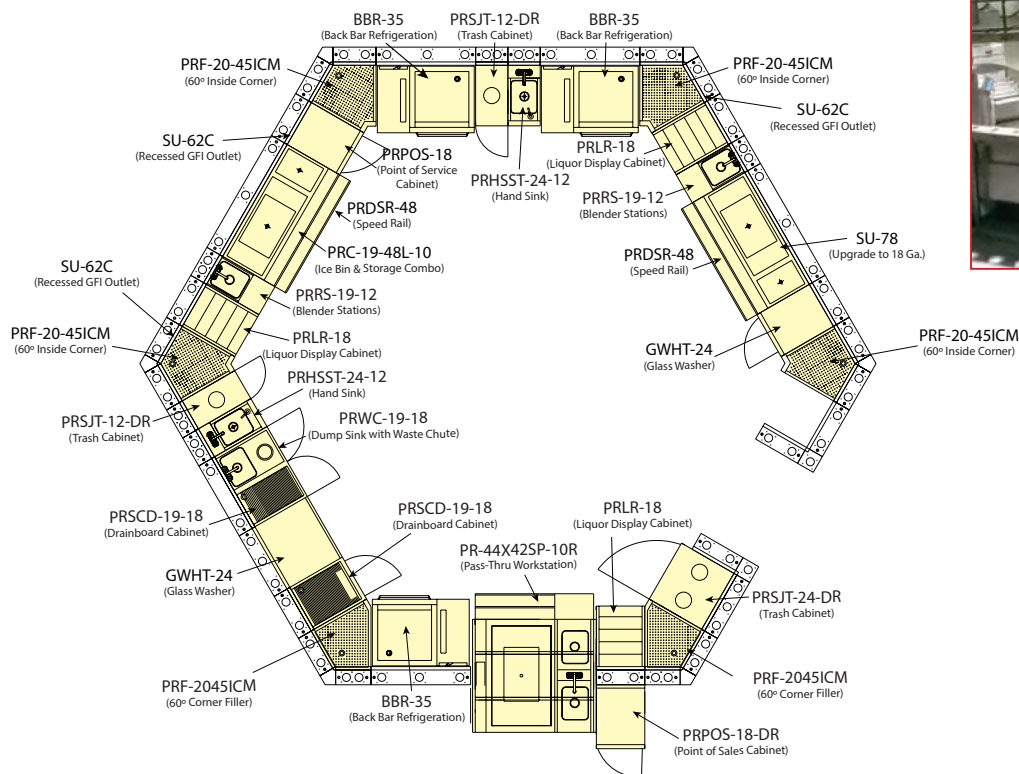 BBR-35
(Back Bar Refrigeration)
PRSJT-12-DR
(Trash Cabinet)
BBR-35
(Back Bar Refrigeration)
PRF-20-45ICM
(60º Inside Corner)
PRF-20-45ICM
(60º Inside Corner)
SU-62C
(Recessed GFI Outlet)
SU-62C
(Recessed GFI Outlet)
PRPOS-18
(Point of Service
Cabinet)
PRHSST-24-12
(Hand Sink)
PRLR-18
(Liquor Display Cabinet)
PRRS-19-12
(Blender Stations)
PRDSR-48
(Speed Rail)
PRC-19-48L-10
(Ice Bin & Storage Combo)
PRDSR-48
(Speed Rail)
SU-78
(Upgrade to 18 Ga.)
SU-62C
(Recessed GFI Outlet)
PRRS-19-12
(Blender Stations)
PRF-20-45ICM
(60º Inside Corner)
PRLR-18
(Liquor Display Cabinet)
GWHT-24
(Glass Washer)
PRF-20-45ICM
(60º Inside Corner)
PRHSST-24-12
(Hand Sink)
PRSJT-12-DR
(Trash Cabinet)
PRWC-19-18
(Dump Sink with Waste Chute)
PRSCD-19-18
(Drainboard Cabinet)
PRSCD-19-18
(Drainboard Cabinet)
PRLR-18
(Liquor Display Cabinet)
PR-44X42SP-10R
(Pass-Thru Workstation)
GWHT-24
(Glass Washer)
PRSJT-24-DR
(Trash Cabinet)
PRF-2045ICM
(60º Corner Filler)
BBR-35
(Back Bar Refrigeration)
PRF-2045ICM
(60º Corner Filler)
PRPOS-18-DR
(Point of Sales Cabinet)